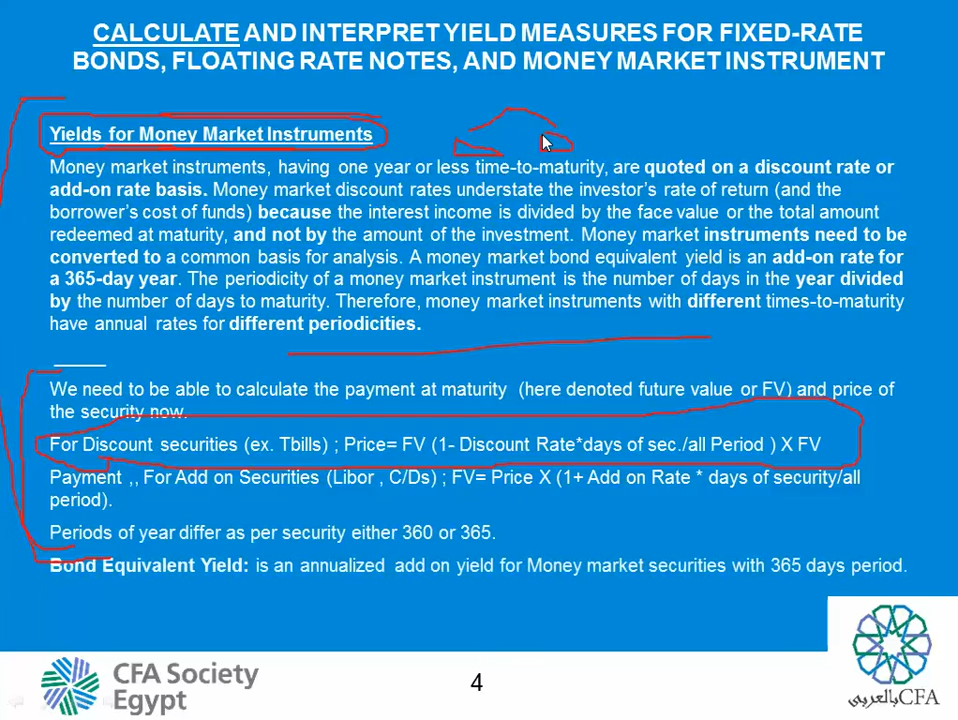 CALCULATE AND INTERPRET YIELD MEASURES FOR FIXED-RATE
BONDS, FLOATING RATE NOTES, AND MONEY MARKET INSTRUMENT
Yields for Money Market Instruments
Money market instruments, having one year or less time-to-maturity, are quoted on a discount rate or
add-on rate basis. Money market discount rates understate the investor's rate of return (and the
borrower's cost of funds) because the interest income is divided by the face value or the total amount
redeemed at maturity, and not by the amount of the investment. Money market instruments need to be
converted to a common basis for analysis. A money market bond equivalent yield is an add-on rate for
a 365-day year. The periodicity of a money market instrument is the number of days in the year divided
by the number of days to maturity. Therefore, money market instruments with different times-to-maturity
have annual rates for different periodicities.
We need to be able to calculate the payment at maturity (here denoted future value or FV) and price of
the security now.
For Discount securities (ex. Tbills) ; Price= FV (1- Discount Rate*days of sec./all Period ) X FV
Payment ,, For Add on Securities (Libor , C/Ds) ; FV= Price X (1+ Add on Rate * days of security/all
period).
Periods of year differ as per security either 360 or 365.
Bond Equivalent Yield: is an annualized add on yield for Money market securities with 365 days period.
CFA Society
Egypt
4
CFA بالعربي